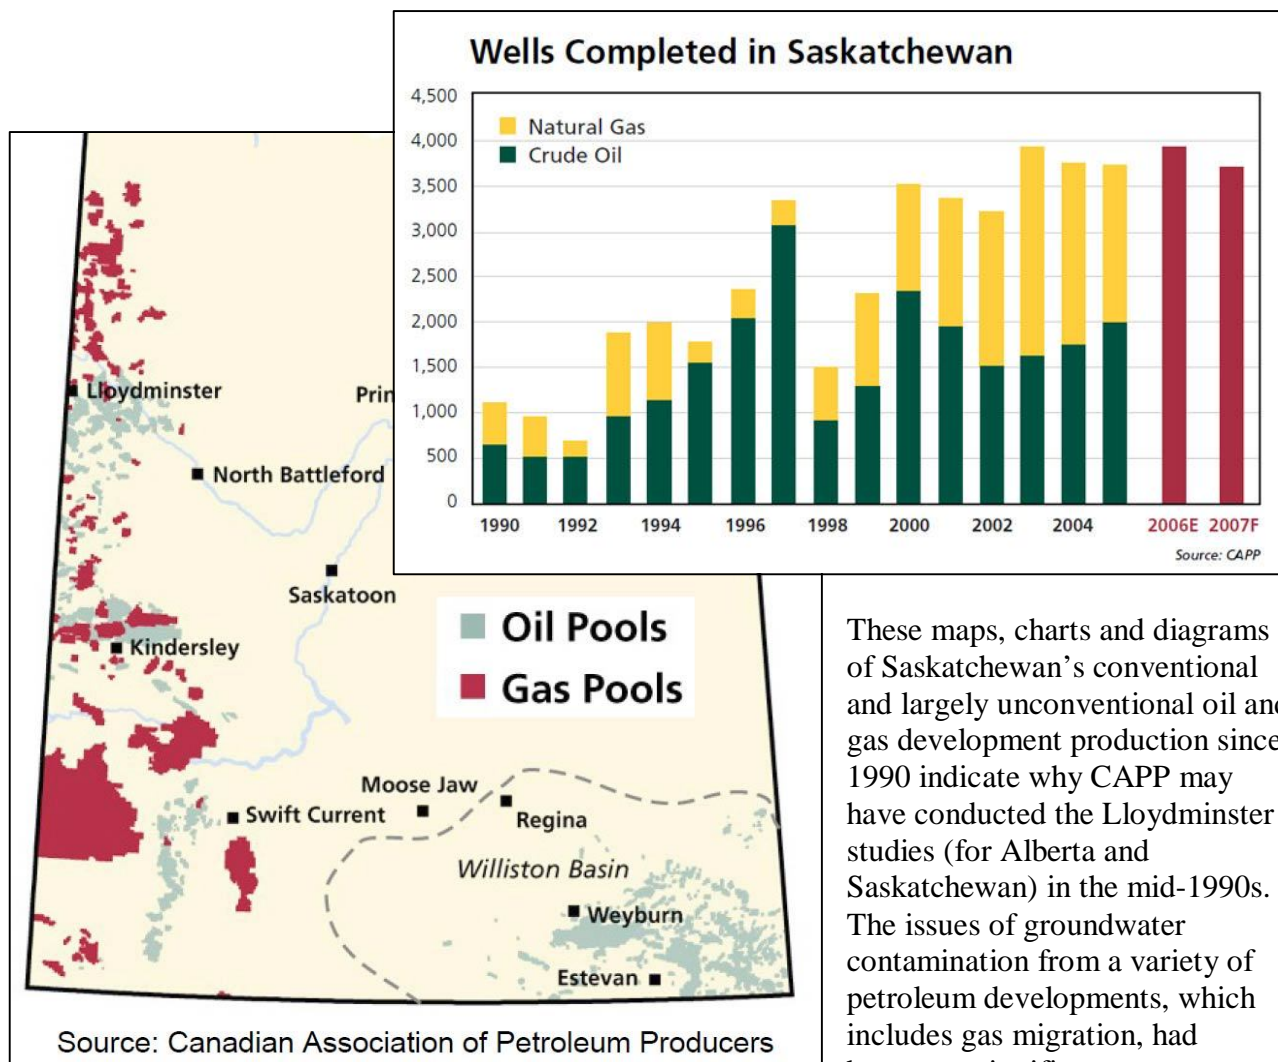 Wells Completed in Saskatchewan
4,500
4,000
3,500
3,000
2,500
2,000
1,500
1,000
500
0
Natural Gas
Crude Oil
1990 1992 1994 1996 1998 2000 2002 2004 2006E 2007F
Source: CAPP
Lloydminster
Prin
North Battleford
Saskatoon
Kindersley
Oil Pools
Gas Pools
Moose Jaw
Swift Current
Regina
Williston Basin
Weyburn
Estevan
Source: Canadian Association of Petroleum Producers
These maps, charts and diagrams
of Saskatchewan’s conventional
and largely unconventional oil and
gas development production since
1990 indicate why CAPP may
have conducted the Lloydminster
studies (for Alberta and
Saskatchewan) in the mid-1990s.
The issues of groundwater
contamination from a variety of
petroleum developments, which
includes gas migration, had